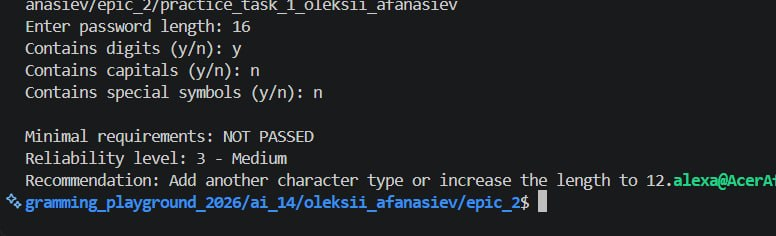 anasiev/epic_2/practice_task_1_oleksii_afanasiev
Enter password length: 16
Contains digits (y/n): y
Contains capitals (y/n): n
Contains special symbols (y/n): n
Minimal requirements: NOT PASSED
Reliability level: 3 - Medium
Recommendation: Add another character type or increase the length to 12.alexa@AcerAf
gramming_playground_2026/ai_14/oleksii_afanasiev/epic_2$